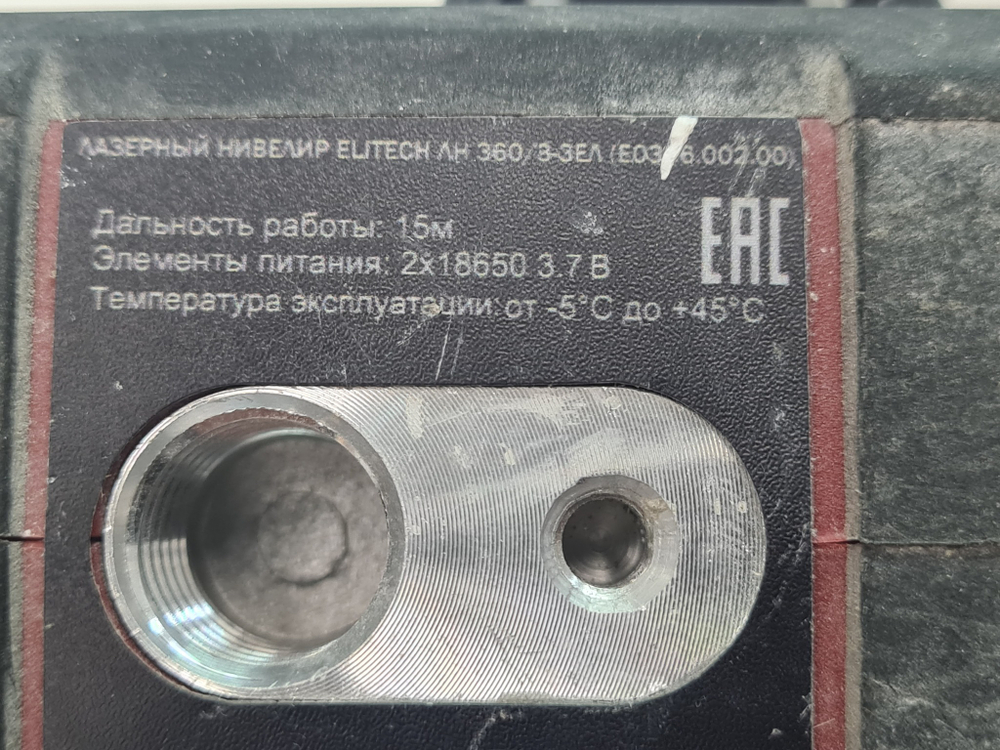 ЛАЗЕРНЫЙ НИВЕЛИР ELITECH ЛН 360/3-ЗЕЛ
EAC
Дальность работы: 15м
Элементы питания: 2x18650 3.7 В
Температура эксплуатации: от -5°C до +45°C